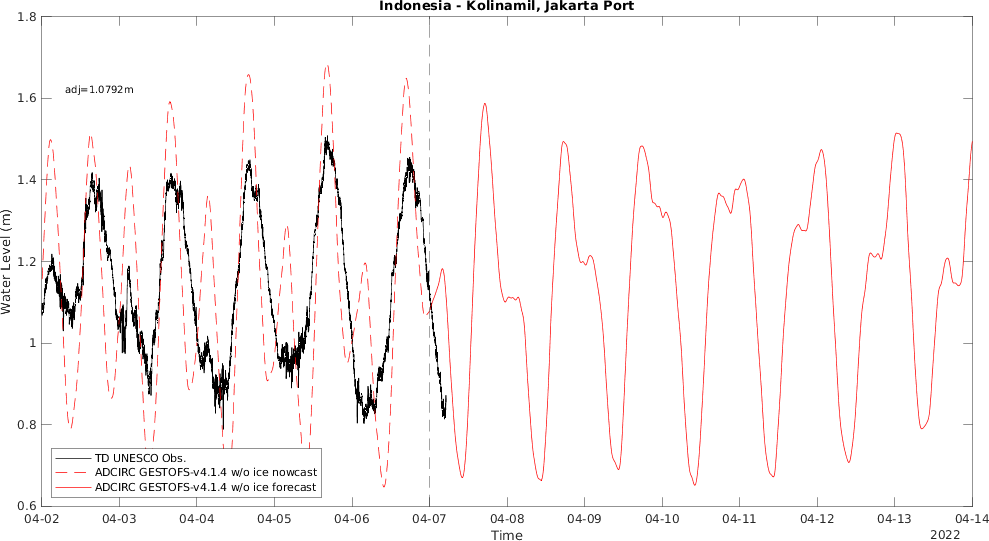 Indonesia - Kolinamil, Jakarta Port
1.8
1.6
1.4
1.2
1
0.8
0.6
Water Level (m)
adj=1.0792m
TD UNESCO Obs.
ADCIRC GESTOFS-v4.1.4 w/o ice nowcast
ADCIRC GESTOFS-v4.1.4 w/o ice forecast
04-02 04-03 04-04 04-05 04-06 04-07 04-08 04-09 04-10 04-11 04-12 04-13 04-14
Time
2022